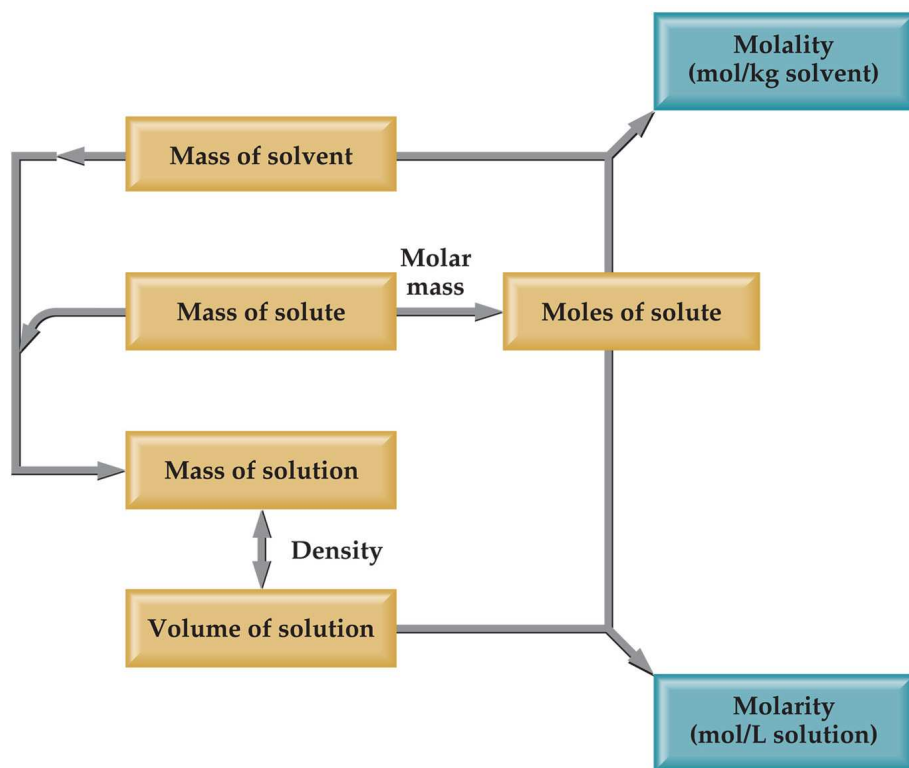 Molality
(mol/kg solvent)
Mass of solvent
Molar
mass
Mass of solute
Moles of solute
Mass of solution
Density
Volume of solution
Molarity
(mol/L solution)